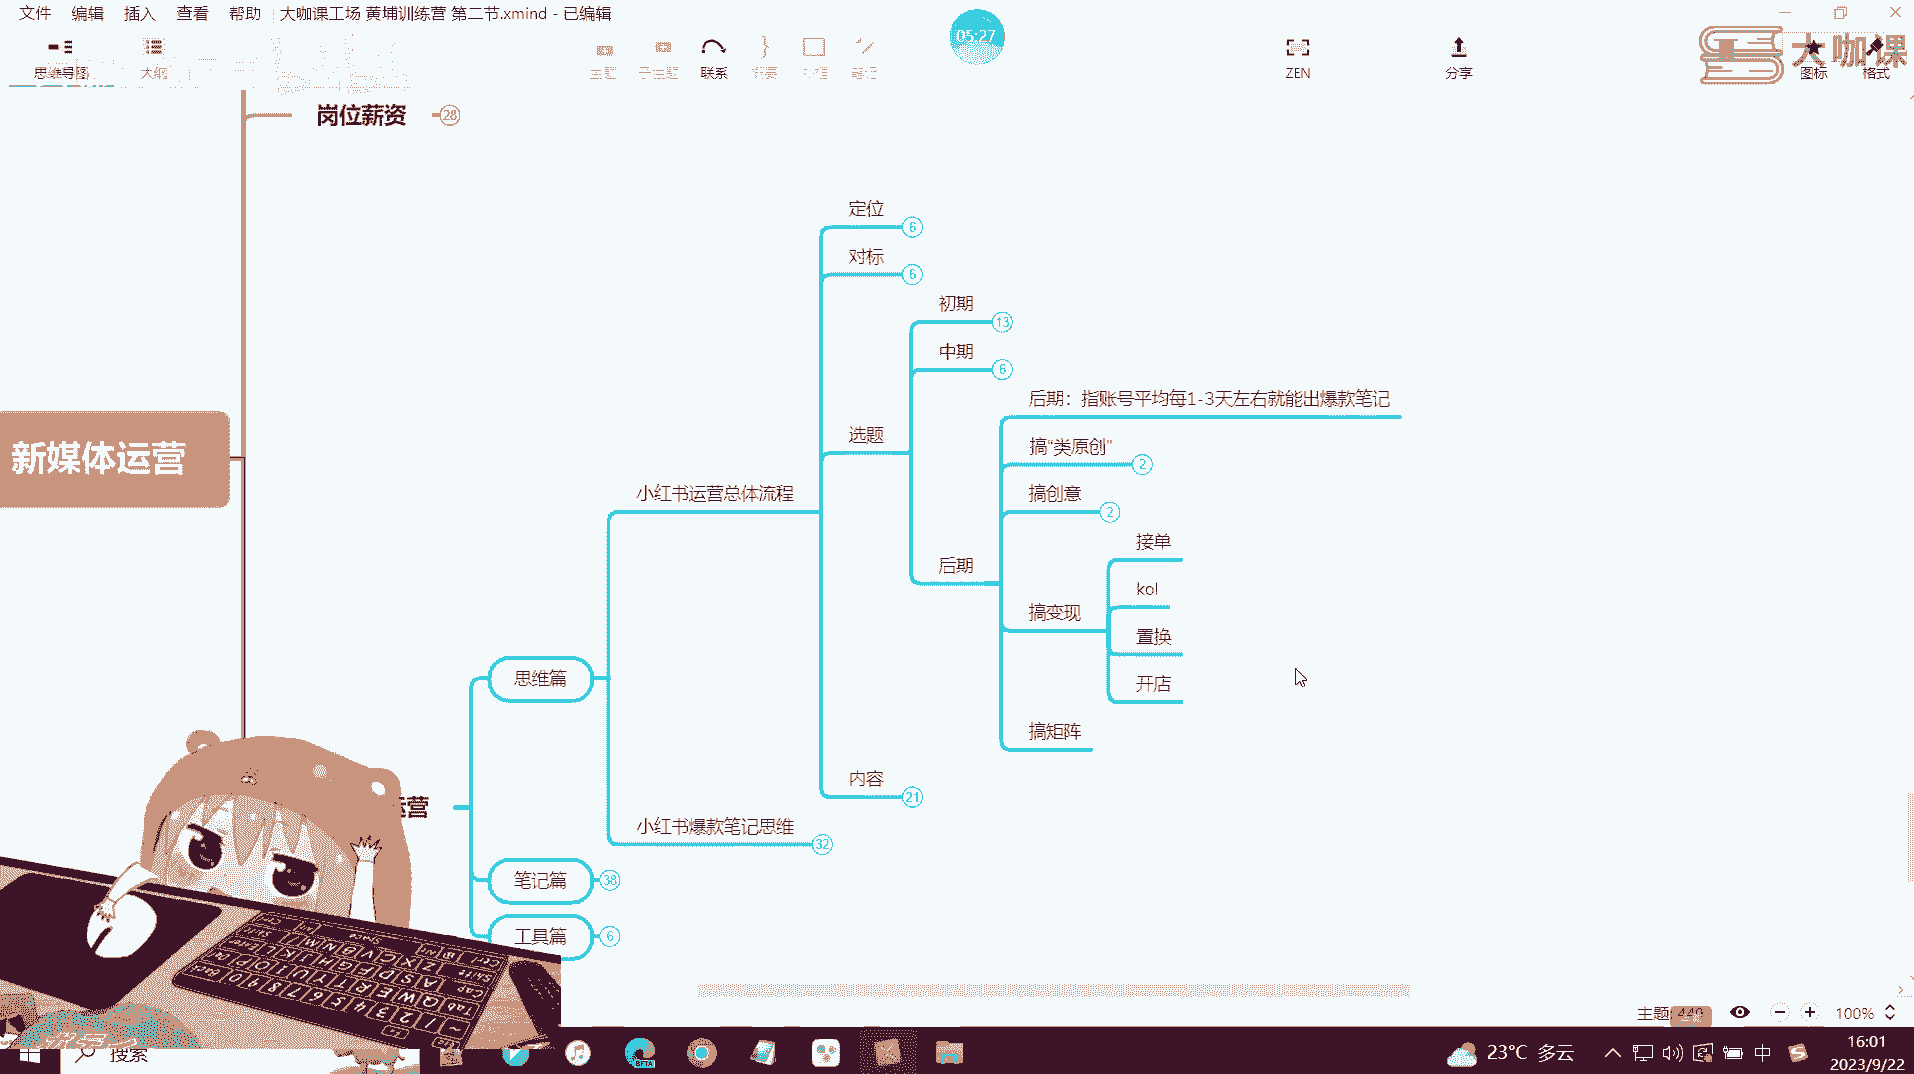 文件 编辑 插入 查看 帮助 大咖课工场 黄埔训练营 第二节.xmind - 已编辑
05:27
思维导图 大纲 主题 子主题 联系 概要 外框 笔记 ZEN 分享 图标 格式
大咖课
岗位薪资 28
定位 6
对标 6
初期 13
中期 6
后期：指账号平均每1-3天左右就能出爆款笔记
选题
搞“类原创” 2
小红书运营总体流程
搞创意 2
接单
后期
kol
搞变现
置换
开店
搞矩阵
新媒体运营
思维篇
内容 21
运营
小红书爆款笔记思维 32
笔记篇 38
工具篇 6
主题: 449
100%
搜索
23°C 多云
中
16:01
2023/9/22